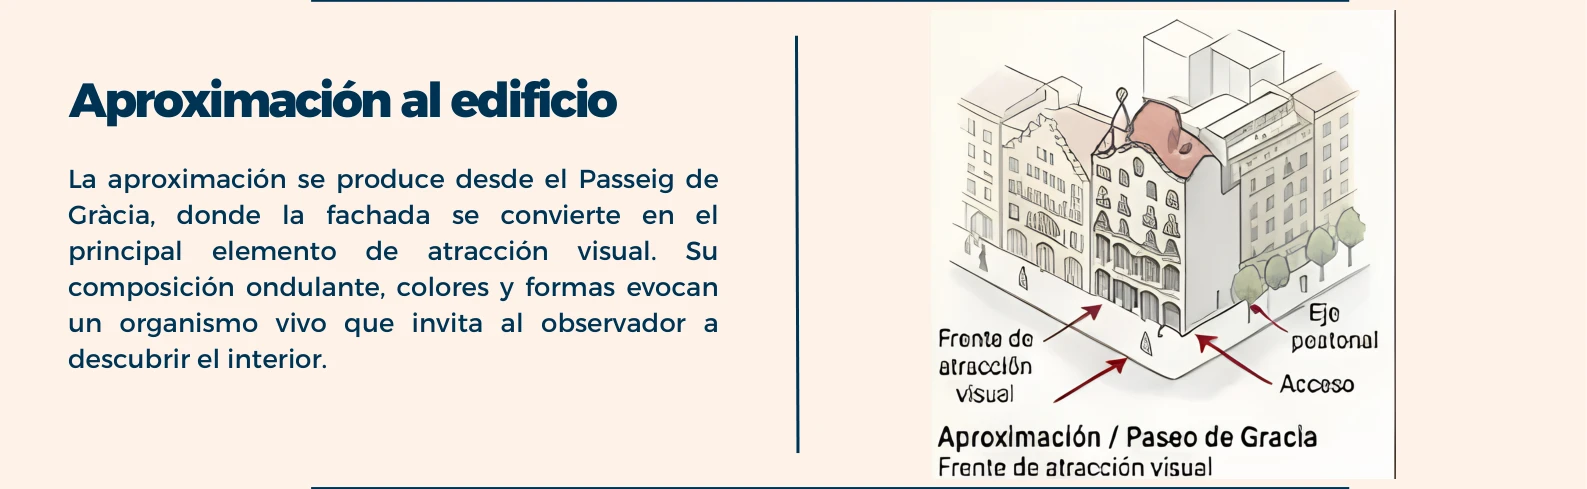 Aproximación al edificio
La aproximación se produce desde el Passeig de
Gràcia, donde la fachada se convierte en el
principal elemento de atracción visual. Su
composición ondulante, colores y formas evocan
un organismo vivo que invita al observador a
descubrir el interior.
Frente de
atracción
visual
Eje
peatonal
Acceso
Aproximación / Paseo de Gracia
Frente de atracción visual